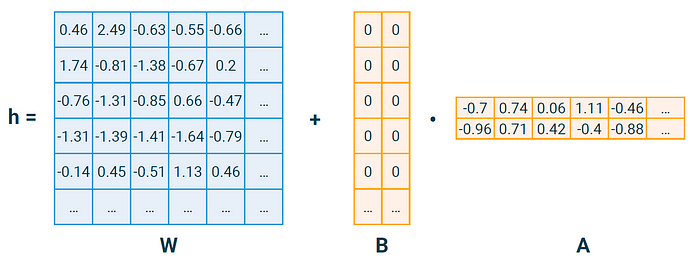 0.46 2.49 -0.63 -0.55 -0.66 ... 0 0
1.74 -0.81 -1.38 -0.67 0.2 ... 0 0
-0.76 -1.31 -0.85 0.66 -0.47 ... 0 0 -0.7 0.74 0.06 1.11 -0.46 ...
h = + · -0.96 0.71 0.42 -0.4 -0.88 ...
-1.31 -1.39 -1.41 -1.64 -0.79 ... 0 0
-0.14 0.45 -0.51 1.13 0.46 ... 0 0
... ... ... ... ... ... ... ...
W B A